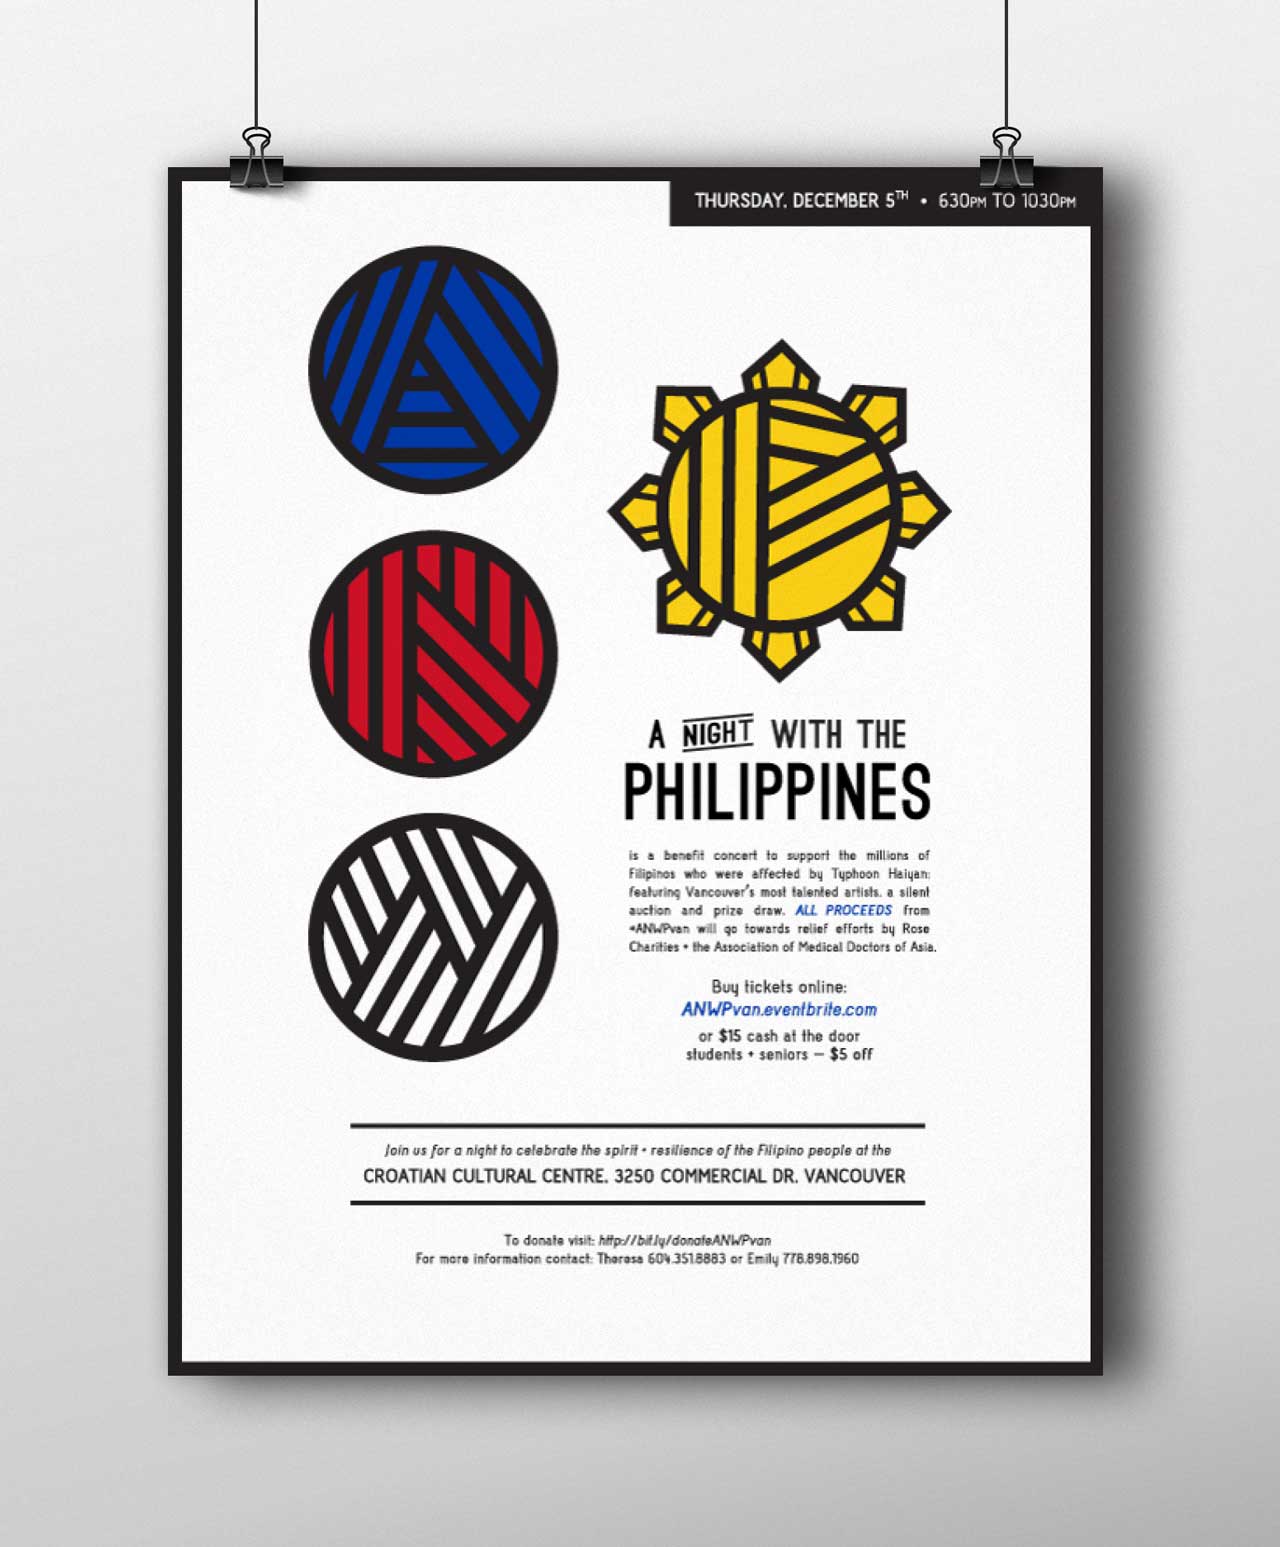 THURSDAY, DECEMBER 5TH • 630PM TO 1030PM
A
N
W
P
A NIGHT WITH THE
PHILIPPINES
is a benefit concert to support the millions of
Filipinos who were affected by Typhoon Haiyan;
featuring Vancouver's most talented artists, a silent
auction and prize draw. ALL PROCEEDS from
#ANWPvan will go towards relief efforts by Rose
Charities + the Association of Medical Doctors of Asia.
Buy tickets online:
ANWPvan.eventbrite.com
or $15 cash at the door
students + seniors — $5 off
Join us for a night to celebrate the spirit + resilience of the Filipino people at the
CROATIAN CULTURAL CENTRE, 3250 COMMERCIAL DR, VANCOUVER
To donate visit: http://bit.ly/donateANWPvan
For more information contact: Theresa 604.351.8883 or Emily 778.898.1960